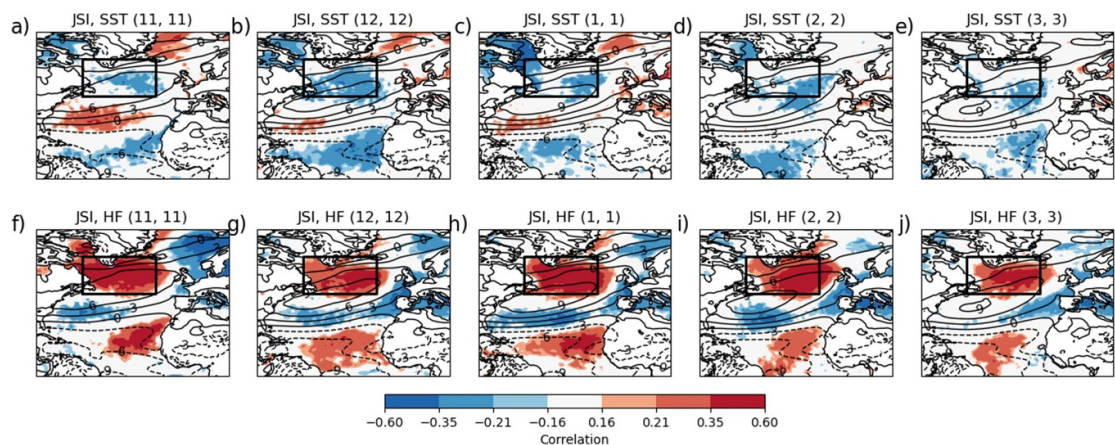 a) JSI, SST (11, 11)
b) JSI, SST (12, 12)
c) JSI, SST (1, 1)
d) JSI, SST (2, 2)
e) JSI, SST (3, 3)
f) JSI, HF (11, 11)
g) JSI, HF (12, 12)
h) JSI, HF (1, 1)
i) JSI, HF (2, 2)
j) JSI, HF (3, 3)
−0.60 −0.35 −0.21 −0.16 0.16 0.21 0.35 0.60
Correlation